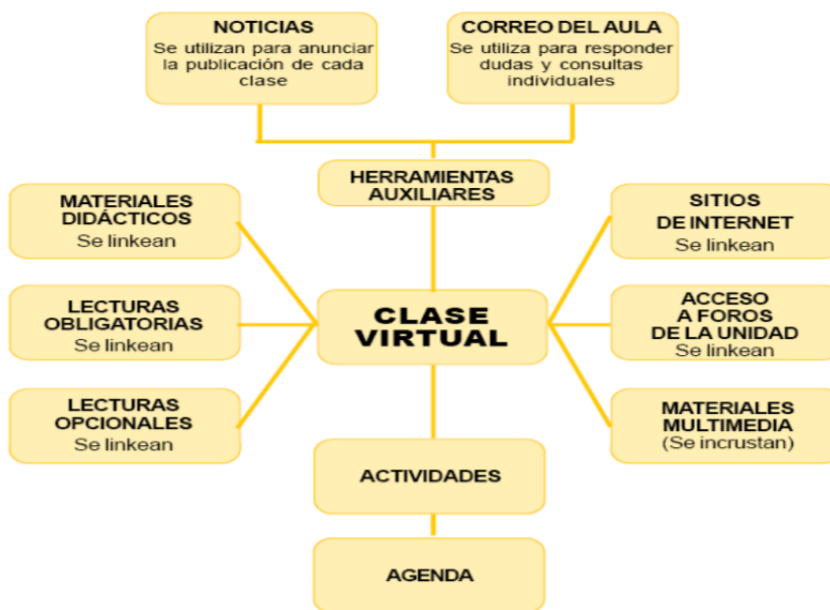 NOTICIAS
Se utilizan para anunciar
la publicación de cada
clase
CORREO DEL AULA
Se utiliza para responder
dudas y consultas
individuales
HERRAMIENTAS
AUXILIARES
MATERIALES
DIDÁCTICOS
Se linkean
LECTURAS
OBLIGATORIAS
Se linkean
LECTURAS
OPCIONALES
Se linkean
CLASE
VIRTUAL
SITIOS
DE INTERNET
Se linkean
ACCESO
A FOROS
DE LA UNIDAD
Se linkean
MATERIALES
MULTIMEDIA
(Se incrustan)
ACTIVIDADES
AGENDA